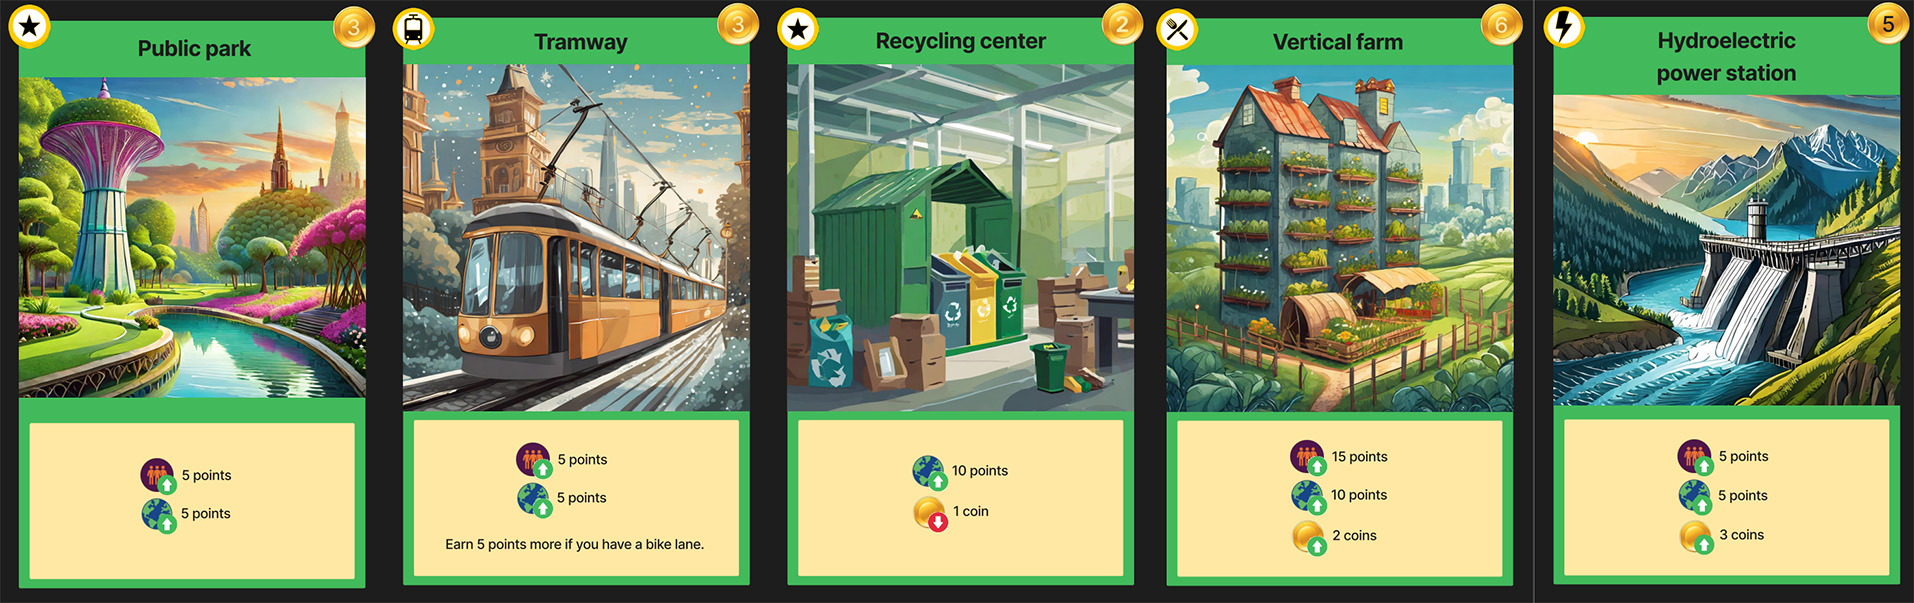 3
Public park
5 points
5 points
3
Tramway
5 points
5 points
Earn 5 points more if you have a bike lane.
2
Recycling center
10 points
1 coin
6
Vertical farm
15 points
10 points
2 coins
5
Hydroelectric
power station
5 points
5 points
3 coins